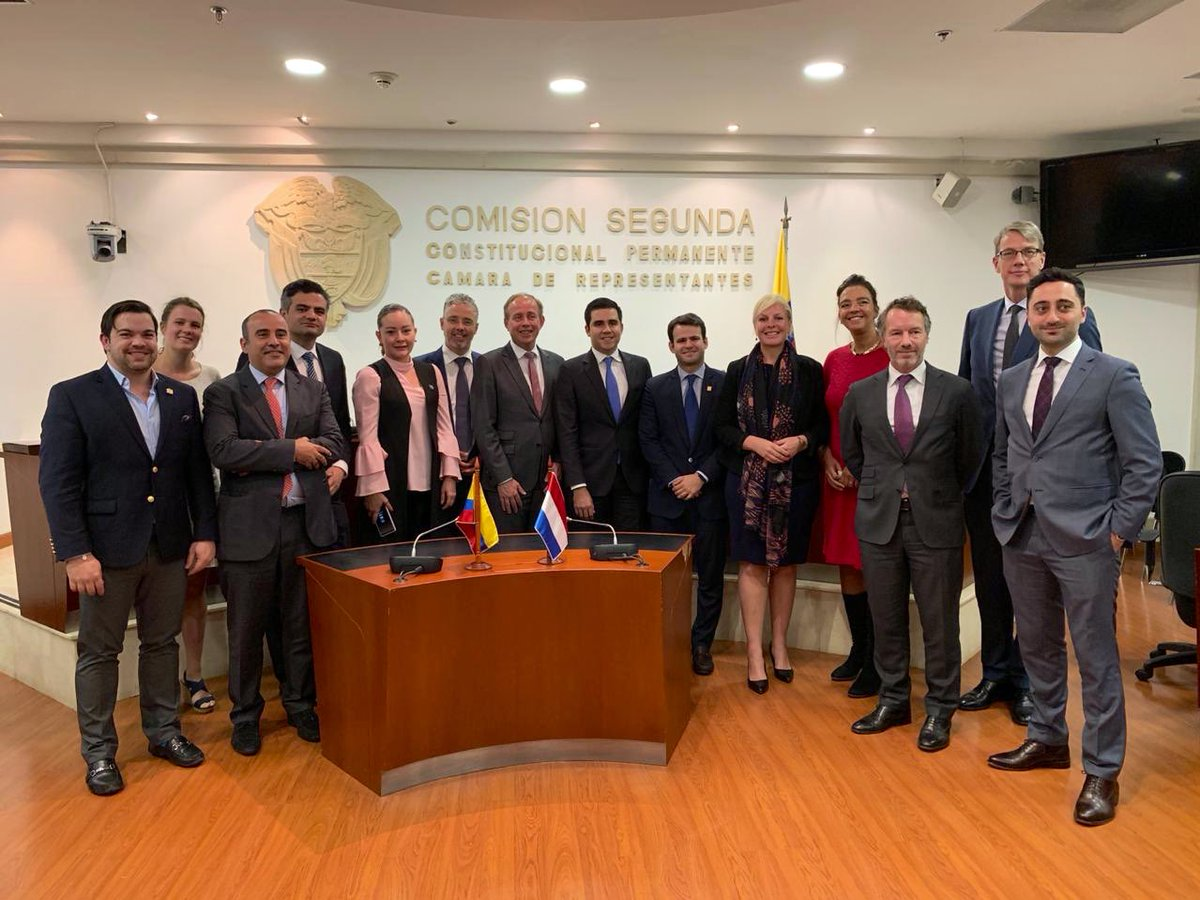 COMISION SEGUNDA
CONSTITUCIONAL PERMANENTE
CAMARA DE REPRESENTANTES